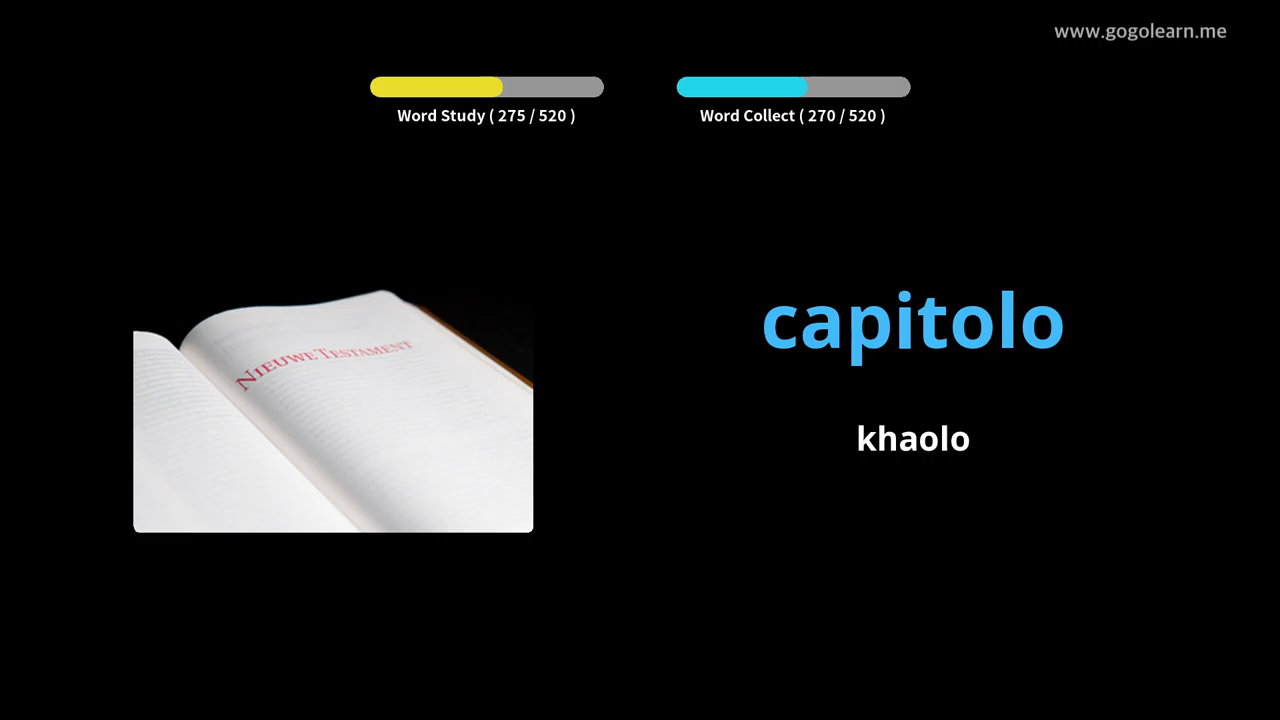 www.gogolearn.me
Word Study ( 275 / 520 )
Word Collect ( 270 / 520 )
NIEUWE TESTAMENT
capitolo
khaolo